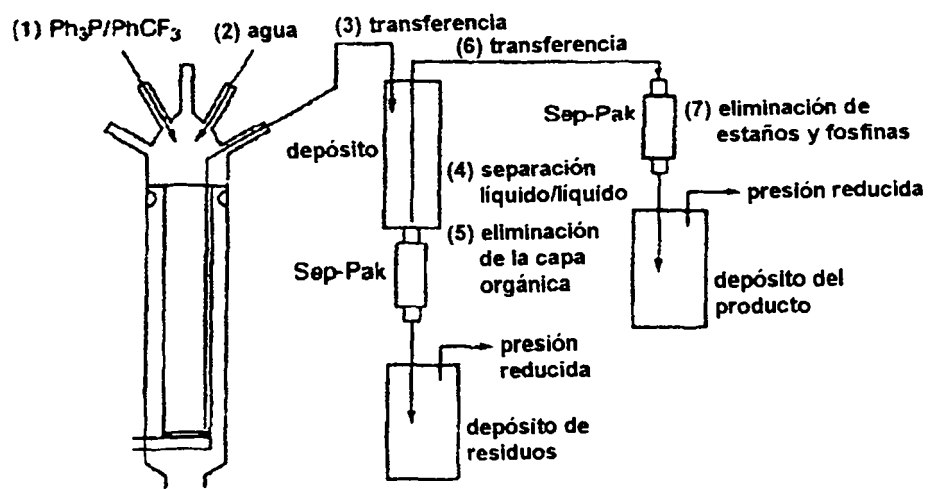 (1) Ph₃P/PhCF₃
(2) agua
(3) transferencia
(6) transferencia
depósito
Sep-Pak
(7) eliminación de
estaños y fosfinas
(4) separación
líquido/líquido
(5) eliminación
de la capa
orgánica
Sep-Pak
presión reducida
depósito del
producto
presión
reducida
depósito de
residuos